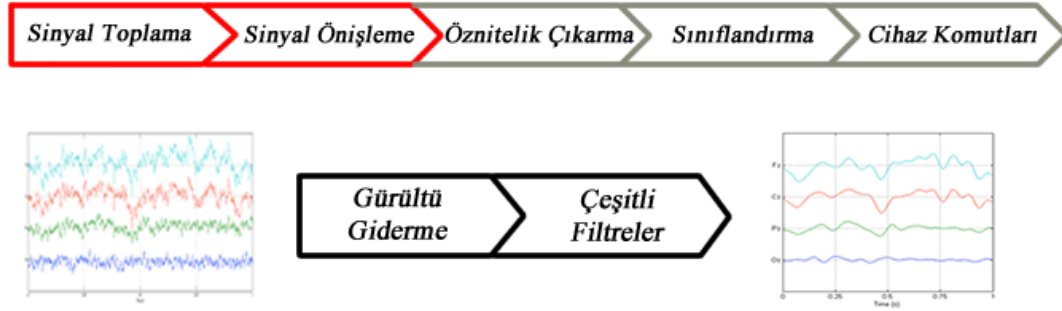 Sinyal Toplama
Sinyal Önişleme
Öznitelik Çıkarma
Sınıflandırma
Cihaz Komutları
Gürültü
Giderme
Çeşitli
Filtreler
Fz
Cz
Pz
Oz
0
0.25
0.5
0.75
1
Time (s)